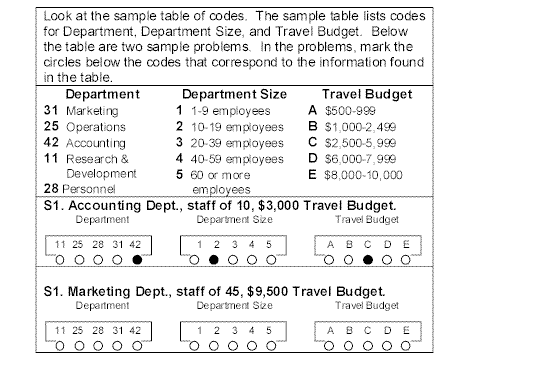 Look at the sample table of codes. The sample table lists codes
for Department, Department Size, and Travel Budget. Below
the table are two sample problems. In the problems, mark the
circles below the codes that correspond to the information found
in the table.
Department Department Size Travel Budget
31 Marketing 1 1-9 employees A $500-999
25 Operations 2 10-19 employees B $1,000-2,499
42 Accounting 3 20-39 employees C $2,500-5,999
11 Research & 4 40-59 employees D $6,000-7,999
Development 5 60 or more E $8,000-10,000
28 Personnel employees
S1. Accounting Dept., staff of 10, $3,000 Travel Budget.
Department Department Size Travel Budget
11 25 28 31 42 1 2 3 4 5 A B C D E
S1. Marketing Dept., staff of 45, $9,500 Travel Budget.
Department Department Size Travel Budget
11 25 28 31 42 1 2 3 4 5 A B C D E